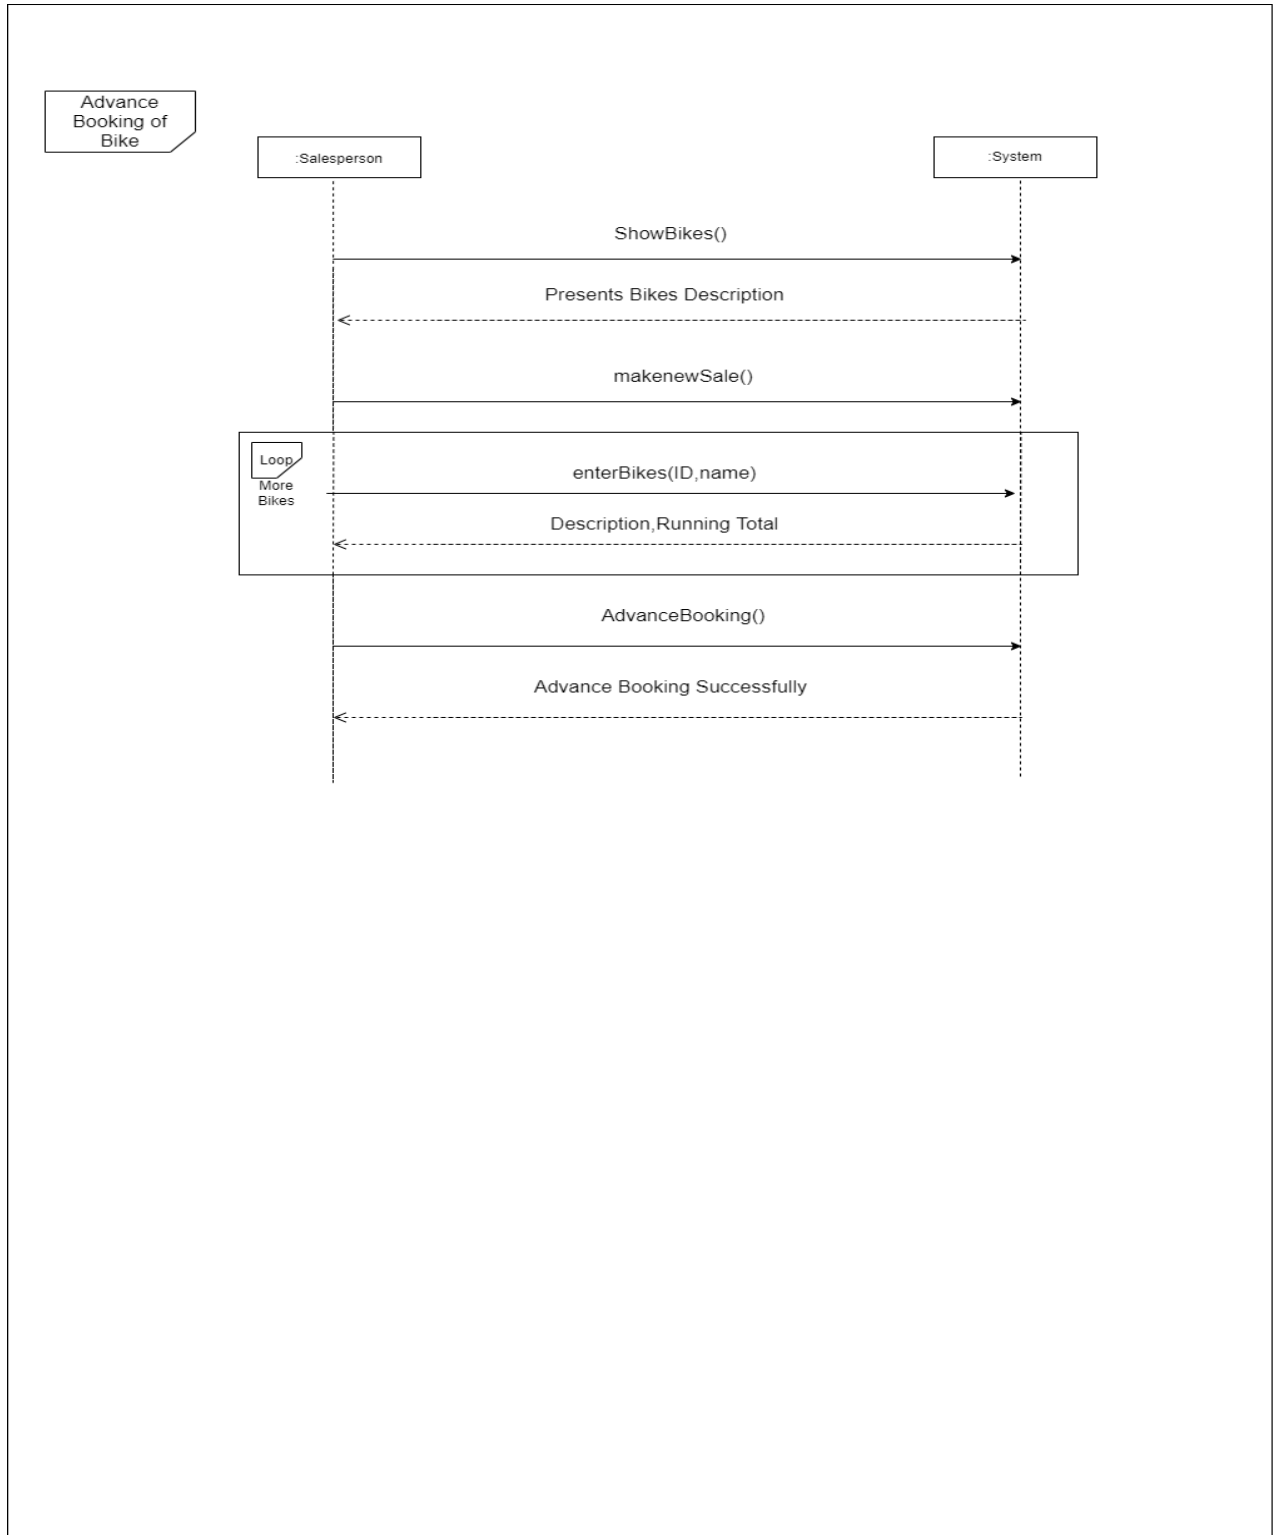 Advance
Booking of
Bike
:Salesperson
:System
ShowBikes()
Presents Bikes Description
makenewSale()
Loop
More
Bikes
enterBikes(ID,name)
Description,Running Total
AdvanceBooking()
Advance Booking Successfully